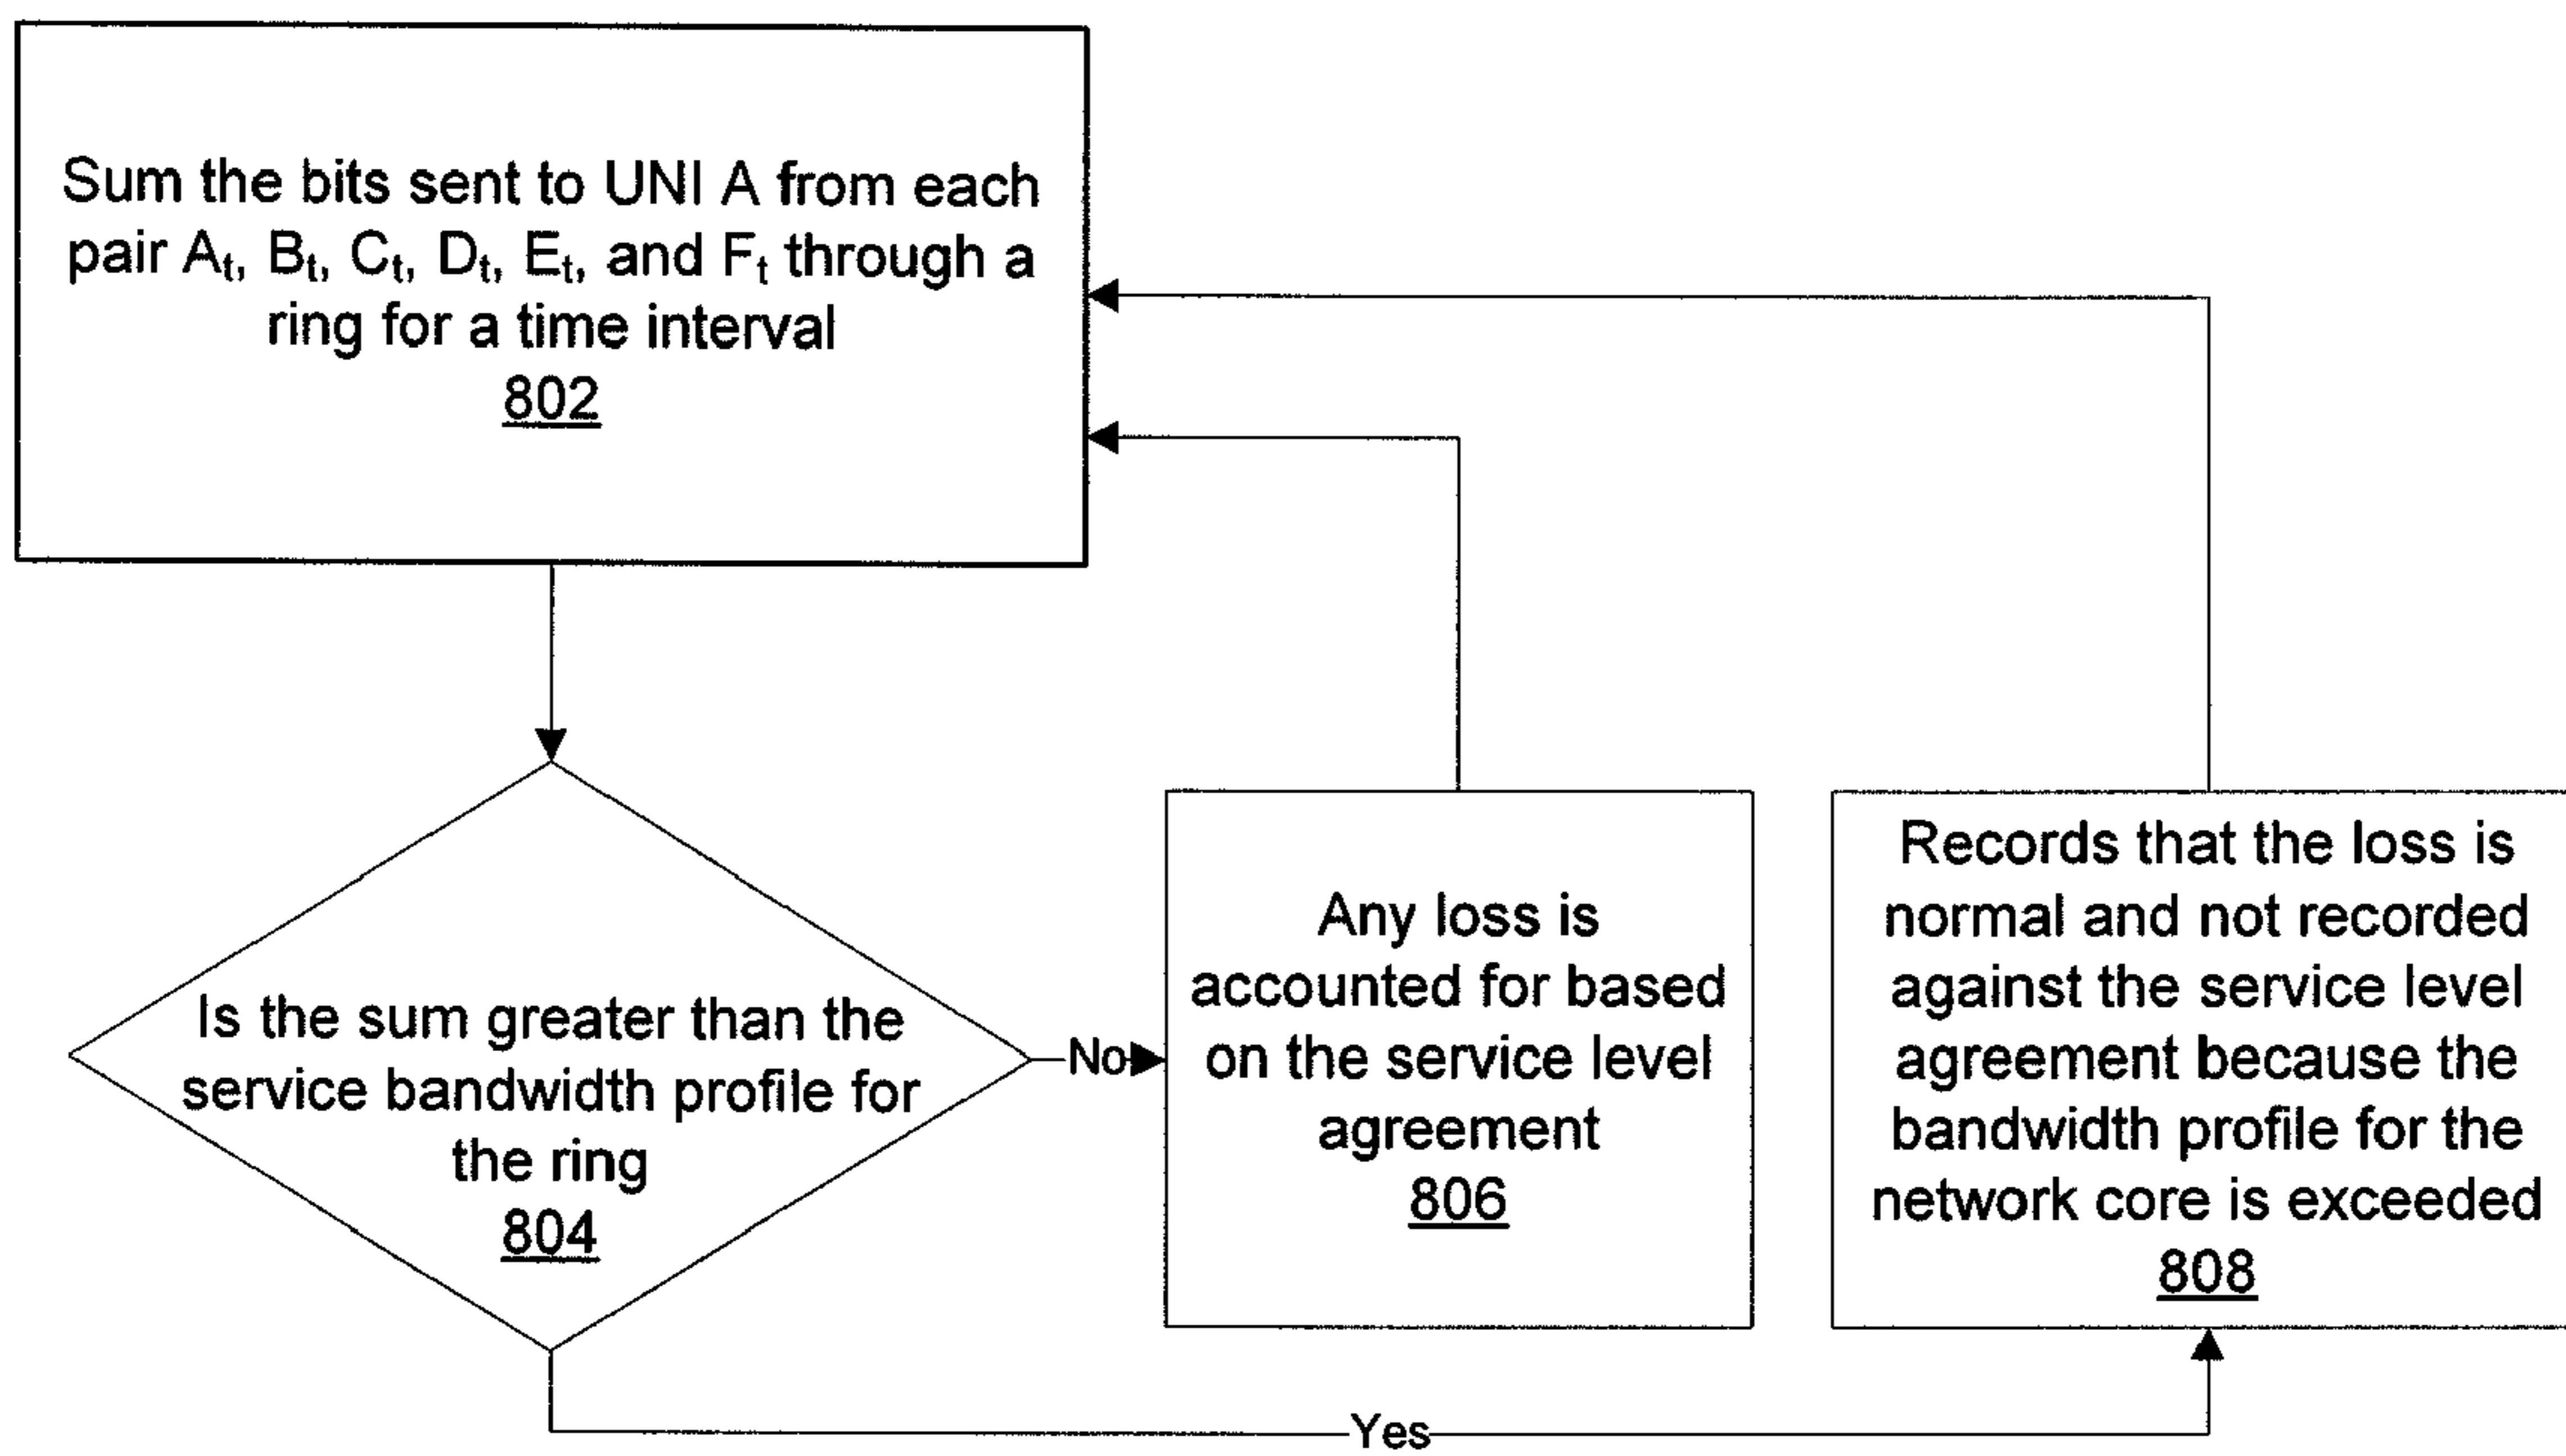 Sum the bits sent to UNI A from each
pair Aₜ, Bₜ, Cₜ, Dₜ, Eₜ, and Fₜ through a
ring for a time interval
802
Is the sum greater than the
service bandwidth profile for
the ring
804
No
Any loss is
accounted for based
on the service level
agreement
806
Records that the loss is
normal and not recorded
against the service level
agreement because the
bandwidth profile for the
network core is exceeded
808
Yes